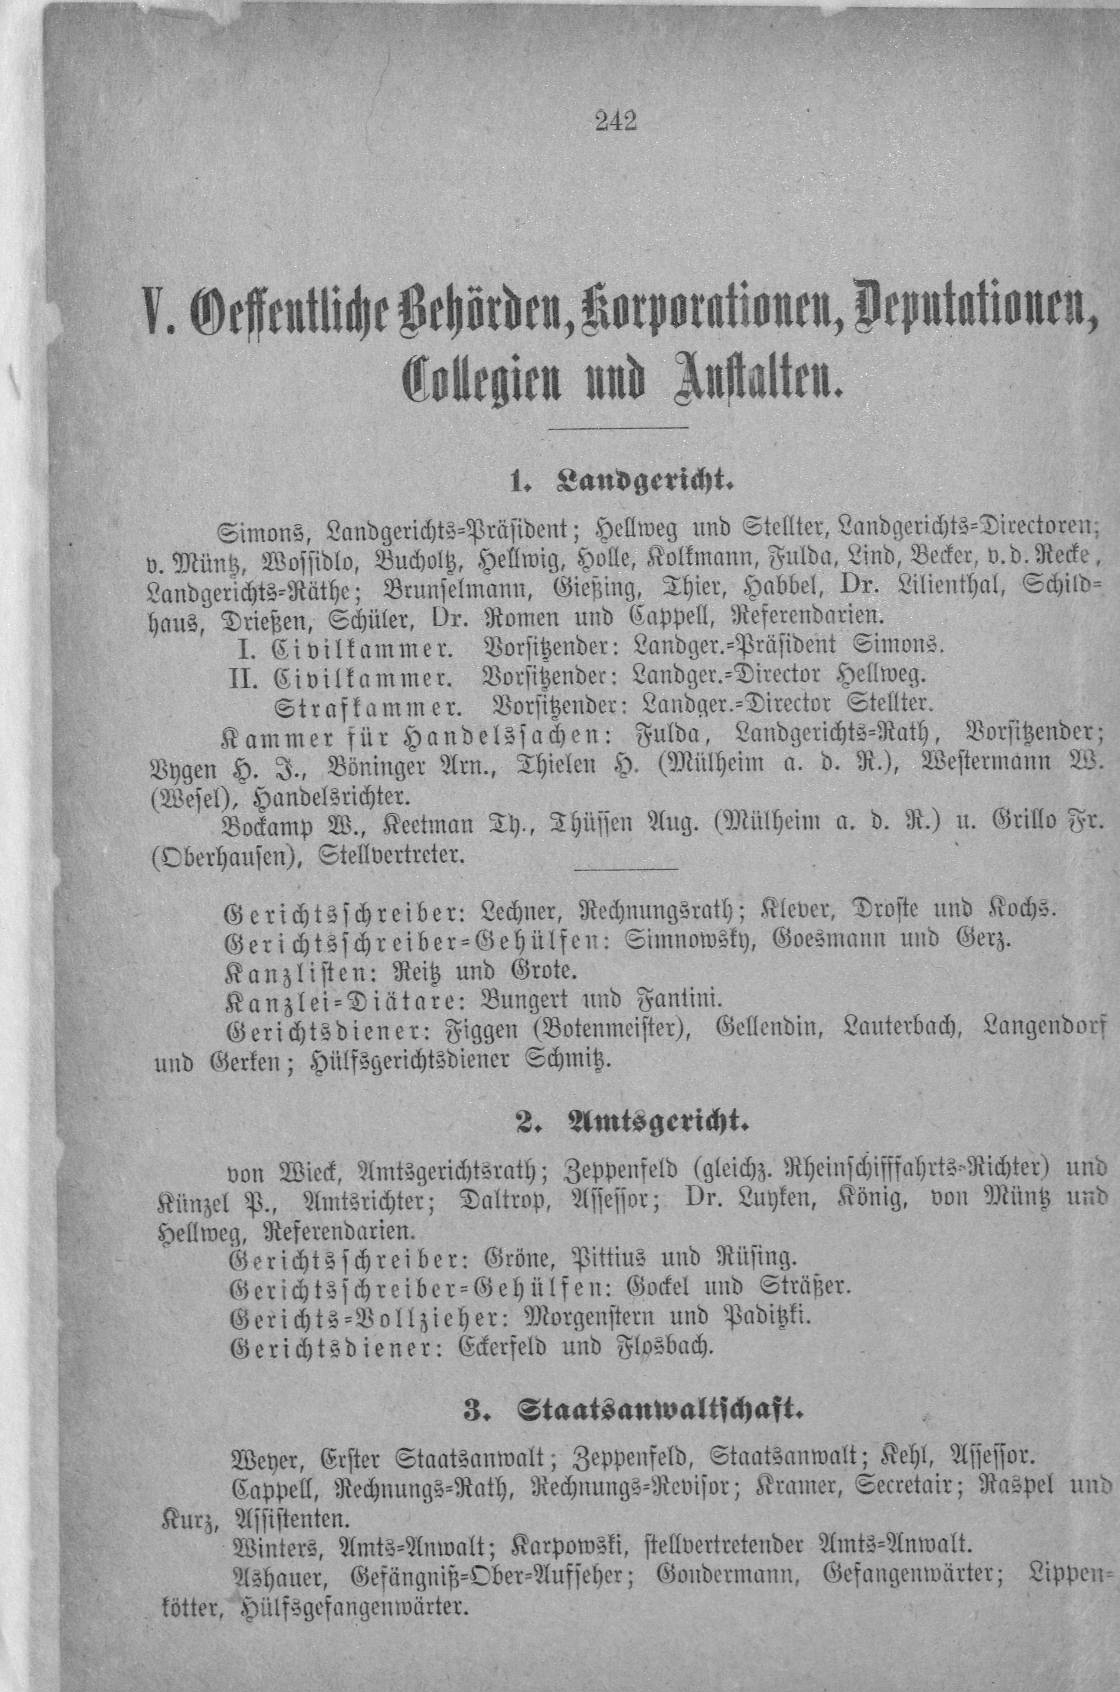 242
V. Oeffentliche Behörden, Korporationen, Deputationen,
Collegien und Anstalten.
1. Landgericht.
Simons, Landgerichts-Präsident; Hellweg und Stellter, Landgerichts-Directoren;
v. Müntz, Wossidlo, Bucholtz, Hellwig, Holle, Kolkmann, Fulda, Lind, Becker, v. d. Recke,
Landgerichts-Räthe; Brunselmann, Gießing, Thier, Habbel, Dr. Lilienthal, Schild-
haus, Drießen, Schüler, Dr. Romen und Cappell, Referendarien.
I. Civilkammer. Vorsitzender: Landger.-Präsident Simons.
II. Civilkammer. Vorsitzender: Landger.-Director Hellweg.
Strafkammer. Vorsitzender: Landger.-Director Stellter.
Kammer für Handelssachen: Fulda, Landgerichts-Rath, Vorsitzender;
Vygen H. J., Böninger Arn., Thielen H. (Mülheim a. d. R.), Westermann W.
(Wesel), Handelsrichter.
Bockamp W., Keetman Th., Thüssen Aug. (Mülheim a. d. R.) u. Grillo Fr.
(Oberhausen), Stellvertreter.
Gerichtsschreiber: Lechner, Rechnungsrath; Klever, Droste und Kochs.
Gerichtsschreiber-Gehülfen: Simnowsky, Goesmann und Gerz.
Kanzlisten: Reitz und Grote.
Kanzlei-Diätare: Bungert und Fantini.
Gerichtsdiener: Figgen (Botenmeister), Gellendin, Lauterbach, Langendorf
und Gerken; Hülfsgerichtsdiener Schmitz.
2. Amtsgericht.
von Wieck, Amtsgerichtsrath; Zeppenfeld (gleichz. Rheinschifffahrts-Richter) und
Künzel P., Amtsrichter; Daltrop, Assessor; Dr. Luyken, König, von Müntz und
Hellweg, Referendarien.
Gerichtsschreiber: Gröne, Pittius und Rüsing.
Gerichtsschreiber-Gehülfen: Gockel und Sträßer.
Gerichts-Vollzieher: Morgenstern und Paditzki.
Gerichtsdiener: Eckerfeld und Flosbach.
3. Staatsanwaltschaft.
Weyer, Erster Staatsanwalt; Zeppenfeld, Staatsanwalt; Kehl, Assessor.
Cappell, Rechnungs-Rath, Rechnungs-Revisor; Kramer, Secretair; Raspel und
Kurz, Assistenten.
Winters, Amts-Anwalt; Karpowski, stellvertretender Amts-Anwalt.
Ashauer, Gefängniß-Ober-Aufseher; Gondermann, Gefangenwärter; Lippen-
kötter, Hülfsgefangenwärter.